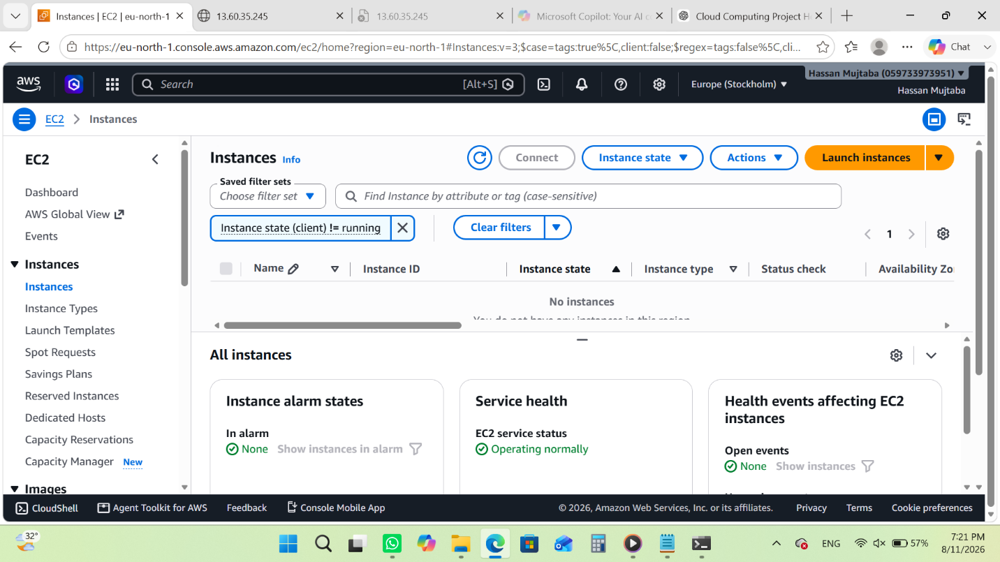 Instances | EC2 | eu-north-1
13.60.35.245
13.60.35.245
Microsoft Copilot: Your AI c
Cloud Computing Project H
https://eu-north-1.console.aws.amazon.com/ec2/home?region=eu-north-1#Instances:v=3;$case=tags:true%5C,client:false;$regex=tags:false%5C,cli...
Chat
aws
Search
[Alt+S]
Europe (Stockholm)
Hassan Mujtaba (059733973951)
Hassan Mujtaba
EC2
Instances
EC2
Dashboard
AWS Global View
Events
Instances
Instances
Instance Types
Launch Templates
Spot Requests
Savings Plans
Reserved Instances
Dedicated Hosts
Capacity Reservations
Capacity Manager New
Images
Instances Info
Connect
Instance state
Actions
Launch instances
Saved filter sets
Choose filter set
Find Instance by attribute or tag (case-sensitive)
Instance state (client) != running
Clear filters
1
Name
Instance ID
Instance state
Instance type
Status check
Availability Zo
No instances
You do not have any instances in this region
All instances
Instance alarm states
In alarm
None Show instances in alarm
Service health
EC2 service status
Operating normally
Health events affecting EC2
instances
Open events
None Show instances
CloudShell
Agent Toolkit for AWS
Feedback
Console Mobile App
© 2026, Amazon Web Services, Inc. or its affiliates.
Privacy
Terms
Cookie preferences
32°
ENG
57%
7:21 PM
8/11/2026